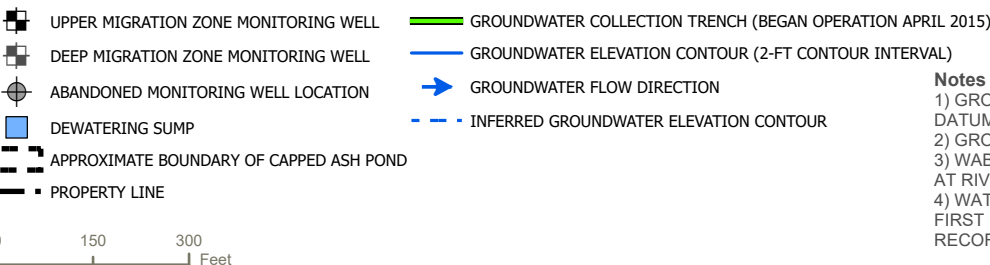 UPPER MIGRATION ZONE MONITORING WELL
DEEP MIGRATION ZONE MONITORING WELL
ABANDONED MONITORING WELL LOCATION
DEWATERING SUMP
APPROXIMATE BOUNDARY OF CAPPED ASH POND
PROPERTY LINE
GROUNDWATER COLLECTION TRENCH (BEGAN OPERATION APRIL 2015)
GROUNDWATER ELEVATION CONTOUR (2-FT CONTOUR INTERVAL)
GROUNDWATER FLOW DIRECTION
INFERRED GROUNDWATER ELEVATION CONTOUR
Notes
1) GRO
DATUM
2) GRO
3) WAB
AT RIV
4) WAT
FIRST
RECOR
150 300
Feet